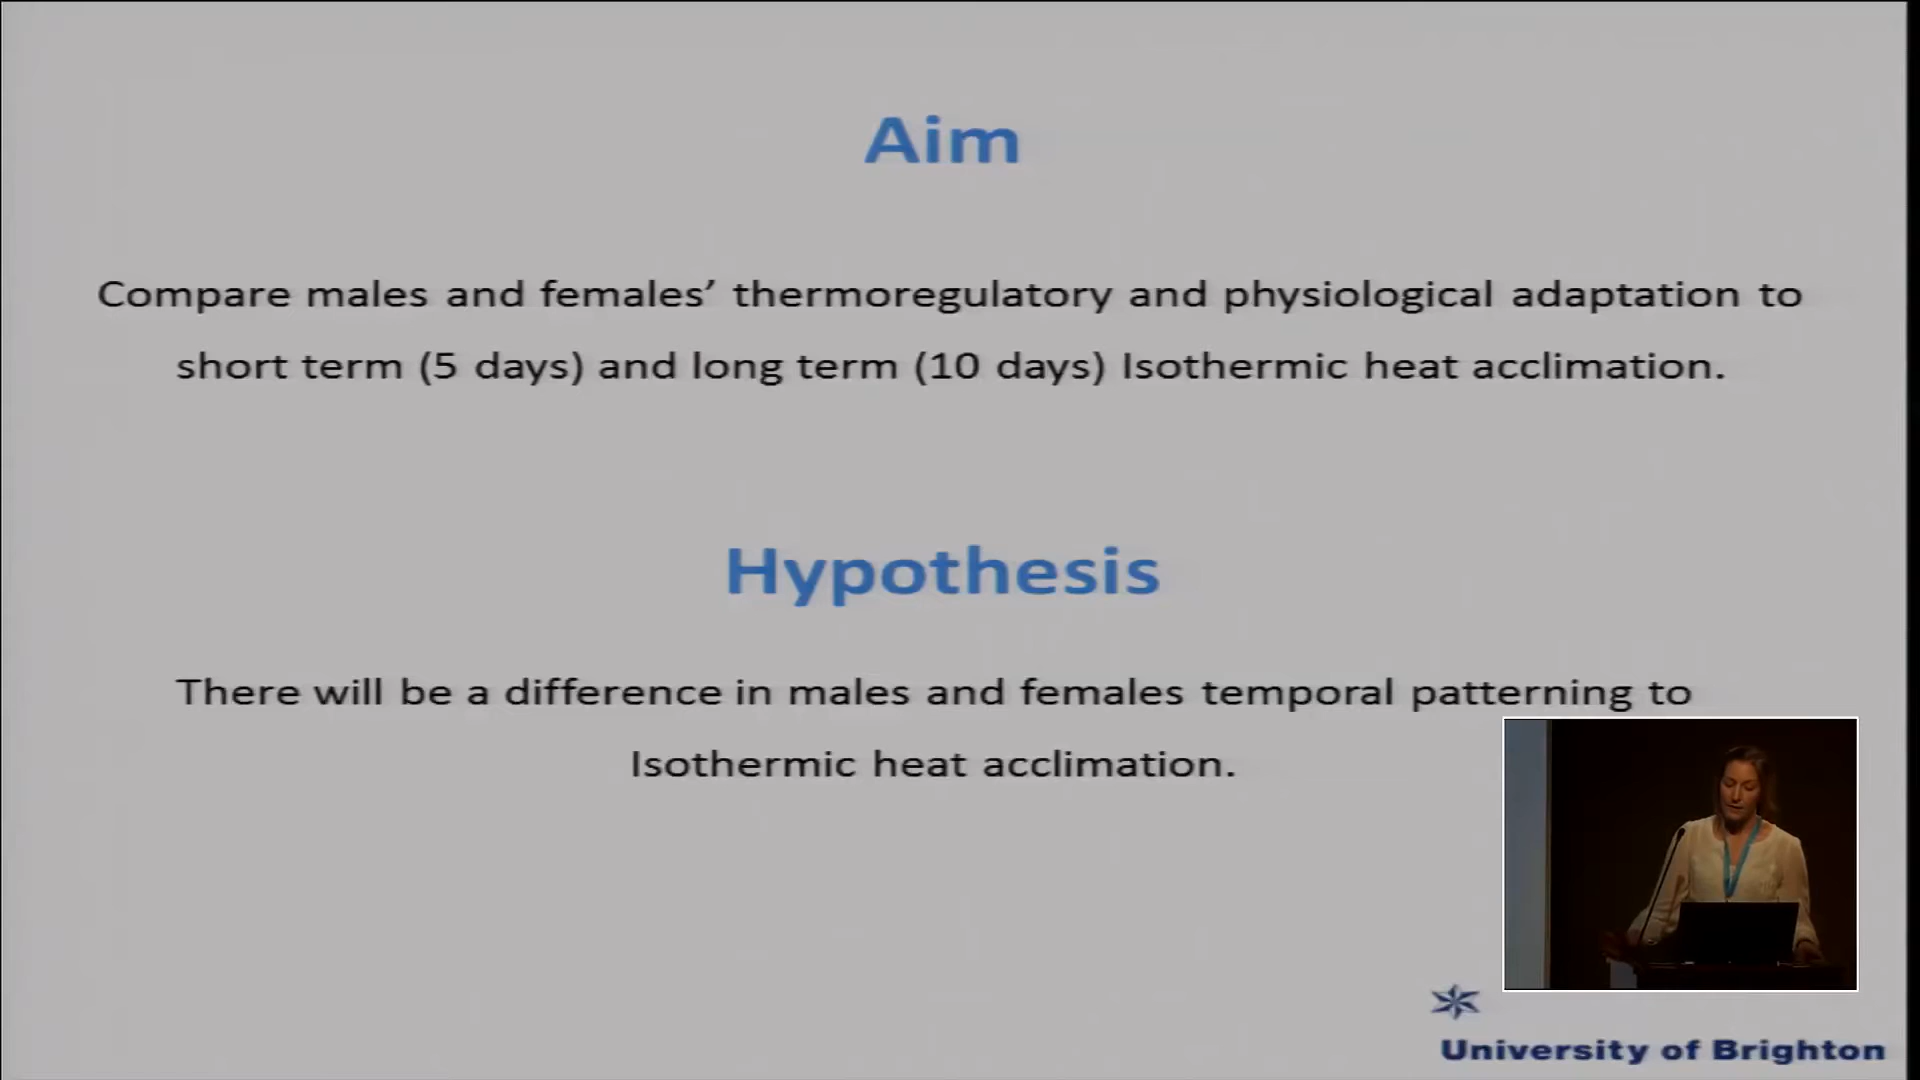 Aim
Compare males and females’ thermoregulatory and physiological adaptation to
short term (5 days) and long term (10 days) Isothermic heat acclimation.
Hypothesis
There will be a difference in males and females temporal patterning to
Isothermic heat acclimation.
University of Brighton